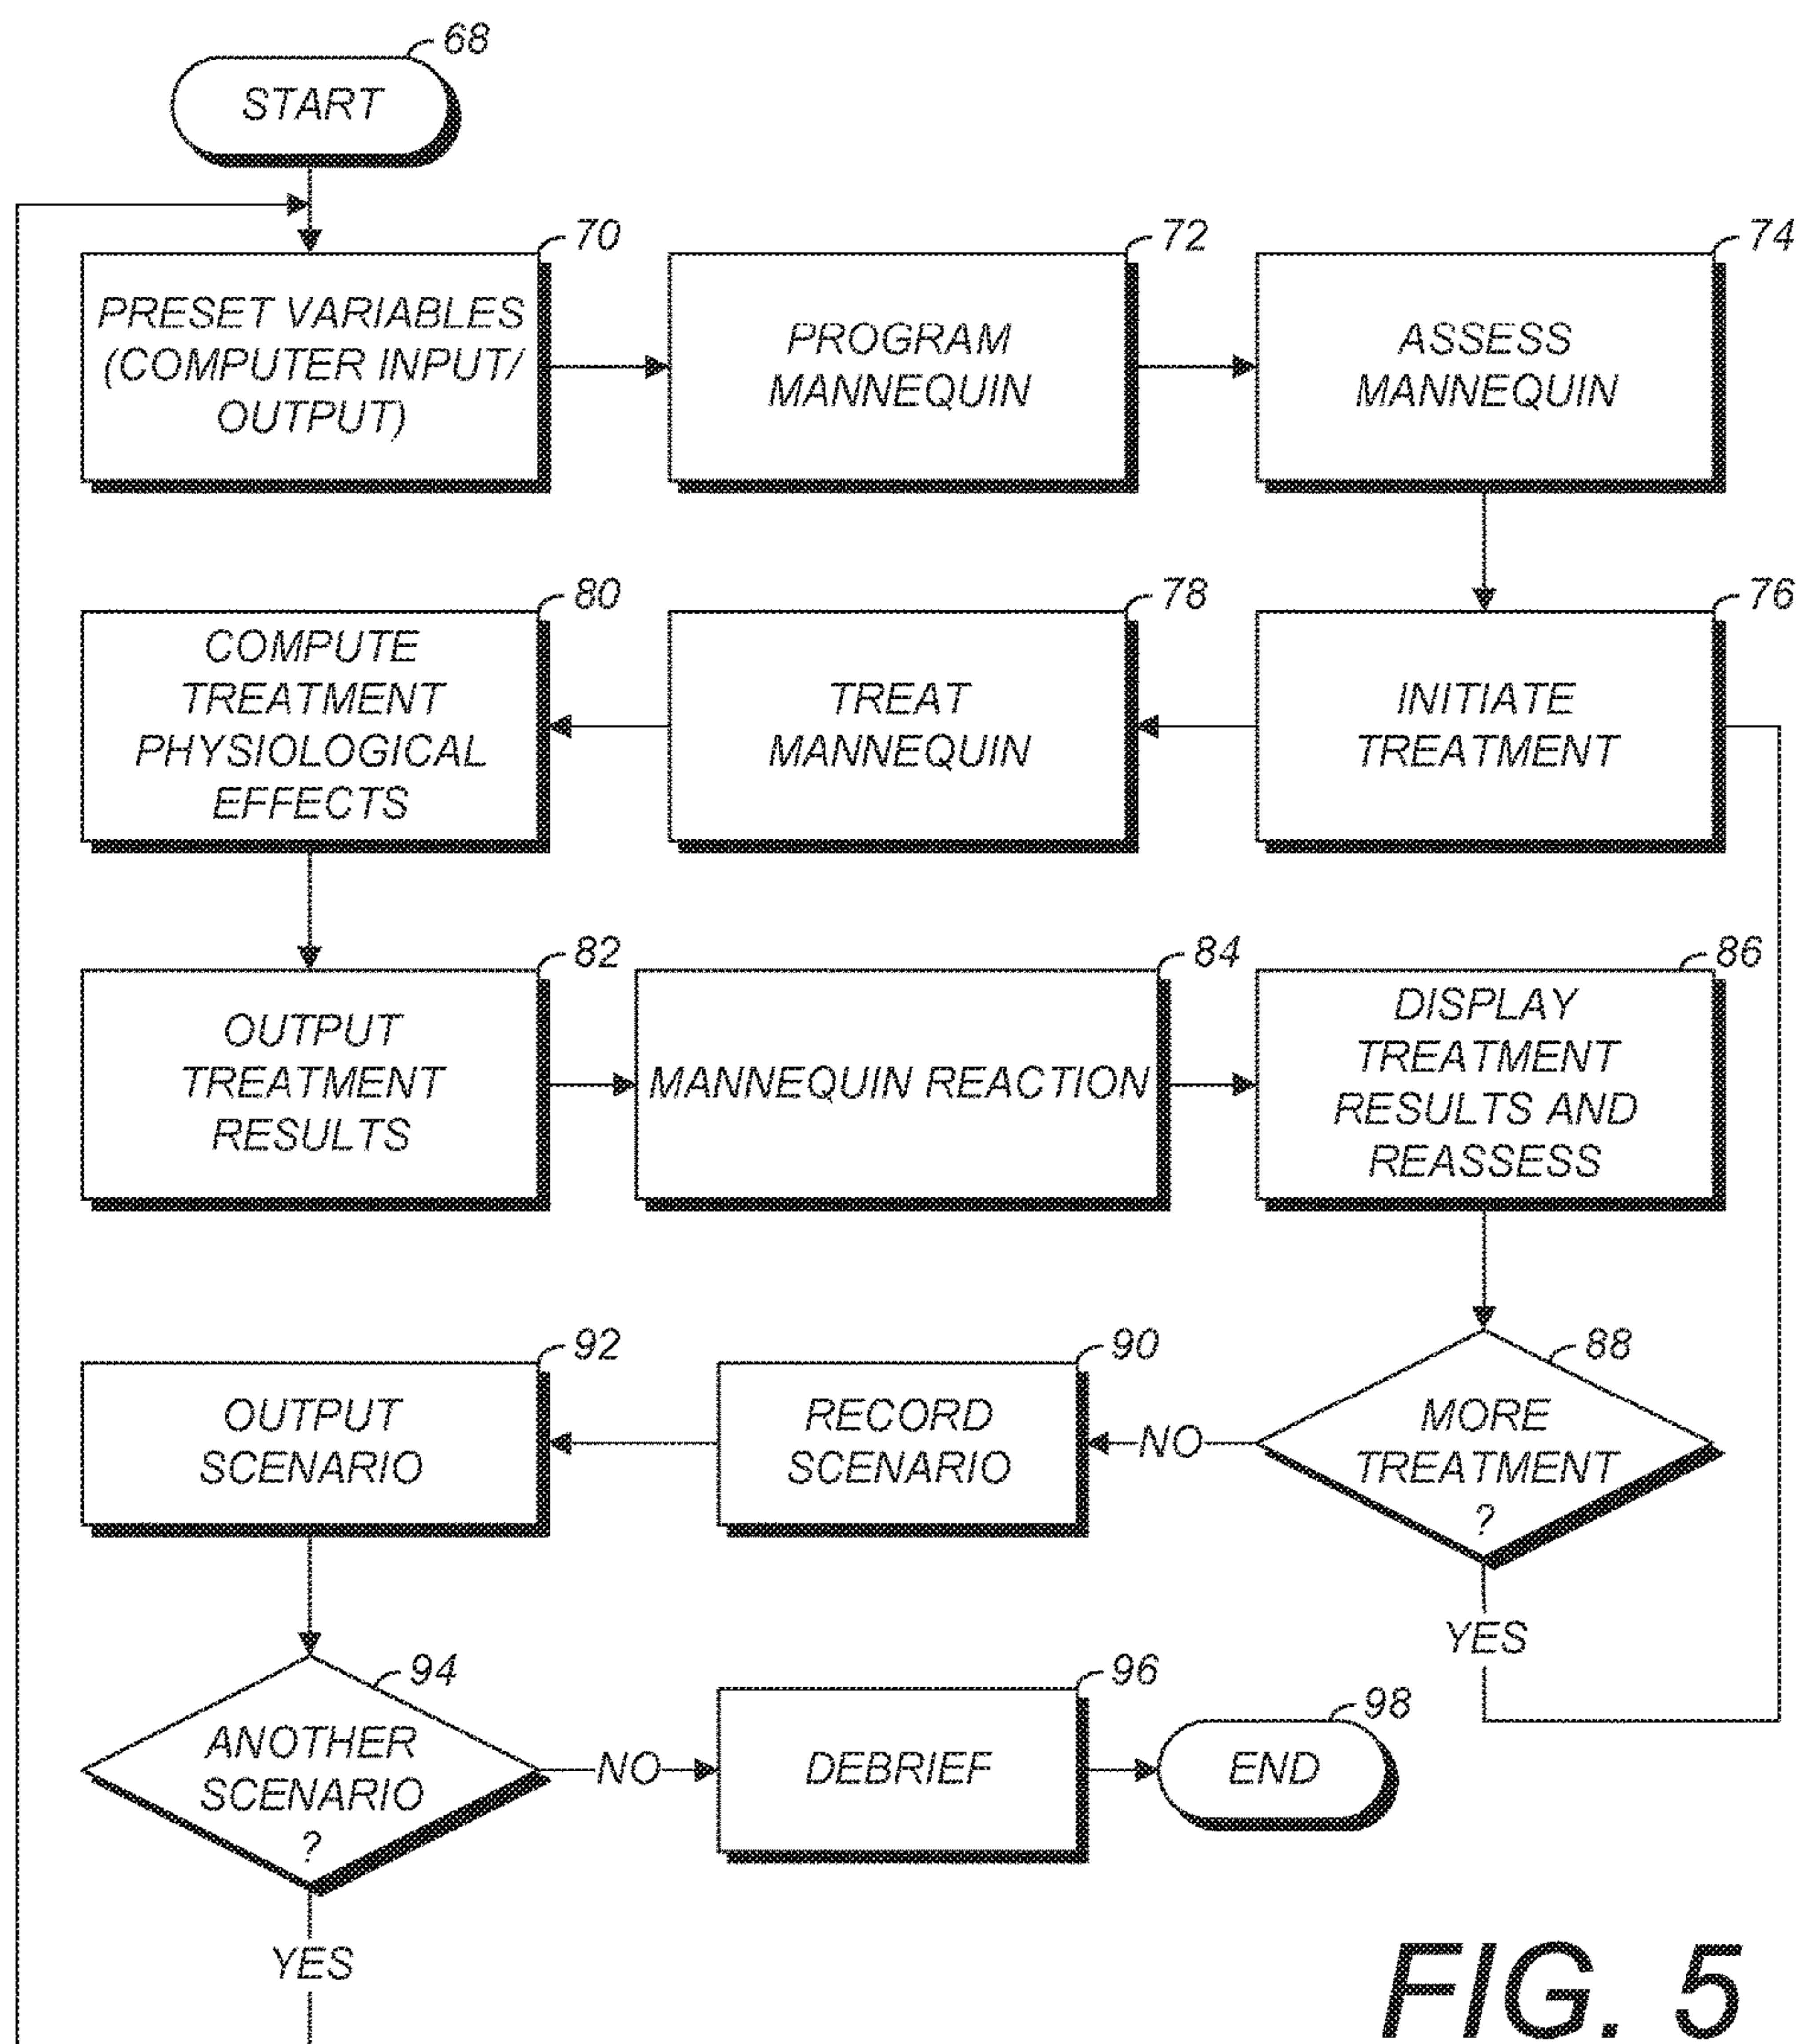 68
START
70
PRESET VARIABLES
(COMPUTER INPUT/
OUTPUT)
72
PROGRAM
MANNEQUIN
74
ASSESS
MANNEQUIN
80
COMPUTE
TREATMENT
PHYSIOLOGICAL
EFFECTS
78
TREAT
MANNEQUIN
76
INITIATE
TREATMENT
82
OUTPUT
TREATMENT
RESULTS
84
MANNEQUIN REACTION
86
DISPLAY
TREATMENT
RESULTS AND
REASSESS
92
OUTPUT
SCENARIO
90
RECORD
SCENARIO
NO
88
MORE
TREATMENT
?
YES
94
ANOTHER
SCENARIO
?
NO
96
DEBRIEF
98
END
YES
FIG. 5